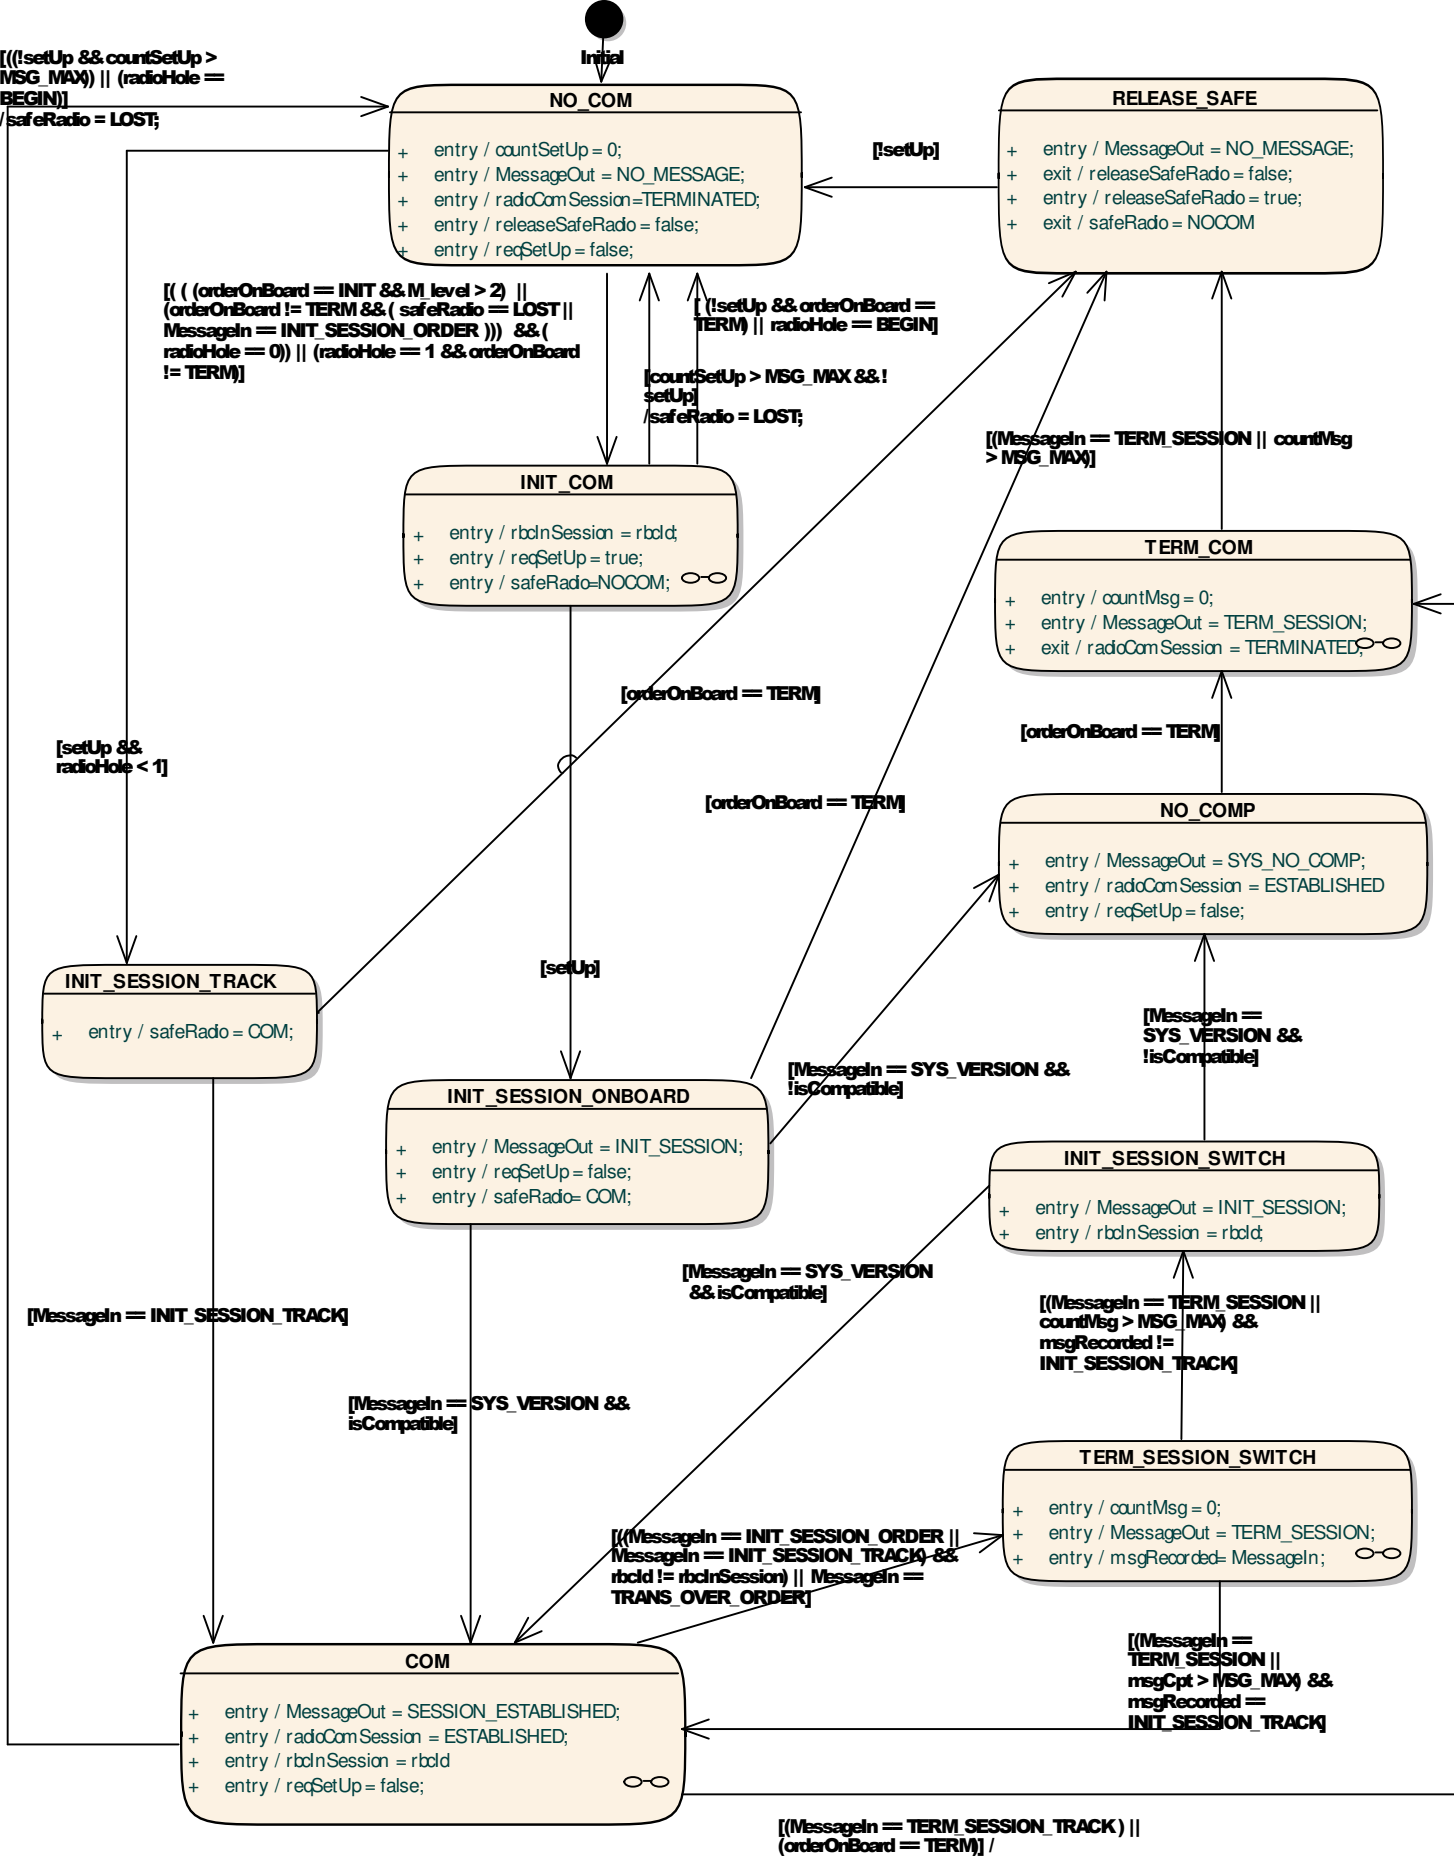 Initial
[((!setUp && countSetUp >
MSG_MAX)) || (radioHole ==
BEGIN)]
/safeRadio = LOST;
NO_COM
+ entry / countSetUp = 0;
+ entry / MessageOut = NO_MESSAGE;
+ entry / radioComSession=TERMINATED;
+ entry / releaseSafeRadio = false;
+ entry / reqSetUp = false;
[!setUp]
RELEASE_SAFE
+ entry / MessageOut = NO_MESSAGE;
+ exit / releaseSafeRadio = false;
+ entry / releaseSafeRadio = true;
+ exit / safeRadio = NOCOM
[( ( (orderOnBoard == INIT && M_level > 2) ||
(orderOnBoard != TERM && ( safeRadio == LOST ||
MessageIn == INIT_SESSION_ORDER ))) && (
radioHole == 0)) || (radioHole == 1 && orderOnBoard
!= TERM)]
[ (!setUp && orderOnBoard ==
TERM) || radioHole == BEGIN]
[countSetUp > MSG_MAX && !
setUp]
/safeRadio = LOST;
[(MessageIn == TERM_SESSION || countMsg
> MSG_MAX)]
INIT_COM
+ entry / rbcInSession = rbcId;
+ entry / reqSetUp = true;
+ entry / safeRadio=NOCOM;
TERM_COM
+ entry / countMsg = 0;
+ entry / MessageOut = TERM_SESSION;
+ exit / radioComSession = TERMINATED;
[orderOnBoard == TERM]
[orderOnBoard == TERM]
[setUp &&
radioHole < 1]
[orderOnBoard == TERM]
NO_COMP
+ entry / MessageOut = SYS_NO_COMP;
+ entry / radioComSession = ESTABLISHED
+ entry / reqSetUp = false;
[setUp]
INIT_SESSION_TRACK
+ entry / safeRadio = COM;
[MessageIn ==
SYS_VERSION &&
!isCompatible]
[MessageIn == SYS_VERSION &&
!isCompatible]
INIT_SESSION_ONBOARD
+ entry / MessageOut = INIT_SESSION;
+ entry / reqSetUp = false;
+ entry / safeRadio= COM;
INIT_SESSION_SWITCH
+ entry / MessageOut = INIT_SESSION;
+ entry / rbcInSession = rbcId;
[MessageIn == SYS_VERSION
&& isCompatible]
[MessageIn == INIT_SESSION_TRACK]
[(MessageIn == TERM_SESSION ||
countMsg > MSG_MAX) &&
msgRecorded !=
INIT_SESSION_TRACK]
[MessageIn == SYS_VERSION &&
isCompatible]
TERM_SESSION_SWITCH
+ entry / countMsg = 0;
+ entry / MessageOut = TERM_SESSION;
+ entry / msgRecorded= MessageIn;
[((MessageIn == INIT_SESSION_ORDER ||
MessageIn == INIT_SESSION_TRACK) &&
rbcId != rbcInSession) || MessageIn ==
TRANS_OVER_ORDER]
[(MessageIn ==
TERM_SESSION ||
msgCpt > MSG_MAX) &&
msgRecorded ==
INIT_SESSION_TRACK]
COM
+ entry / MessageOut = SESSION_ESTABLISHED;
+ entry / radioComSession = ESTABLISHED;
+ entry / rbcInSession = rbcId
+ entry / reqSetUp = false;
[(MessageIn == TERM_SESSION_TRACK ) ||
(orderOnBoard == TERM)] /